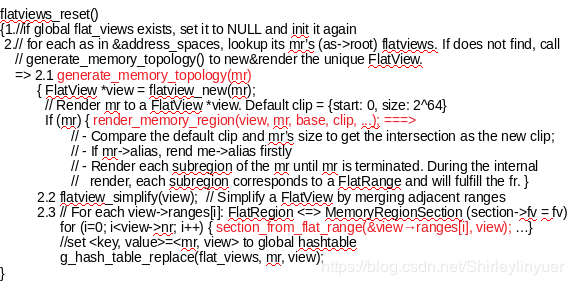 flatviews_reset()
{1.//if global flat_views exists, set it to NULL and init it again
2.// for each as in &address_spaces, lookup its mr's (as->root) flatviews. If does not find, call
// generate_memory_topology() to new&render the unique FlatView.
=> 2.1 generate_memory_topology(mr)
{ FlatView *view = flatview_new(mr);
// Render mr to a FlatView *view. Default clip = {start: 0, size: 2^64}
If (mr) { render_memory_region(view, mr, base, clip, ...); ===>
// - Compare the default clip and mr's size to get the intersection as the new clip;
// - If mr->alias, rend me->alias firstly
// - Render each subregion of the mr until mr is terminated. During the internal
// render, each subregion corresponds to a FlatRange and will fulfill the fr. }
2.2 flatview_simplify(view); // Simplify a FlatView by merging adjacent ranges
2.3 // For each view->ranges[i]: FlatRegion <=> MemoryRegionSection (section->fv = fv)
for (i=0; i<view->nr; i++) { section_from_flat_range(&view→ranges[i], view); …}
//set <key, value>=<mr, view> to global hashtable
g_hash_table_replace(flat_views, mr, view);
}
https://blog.csdn.net/Shirleylinyuer